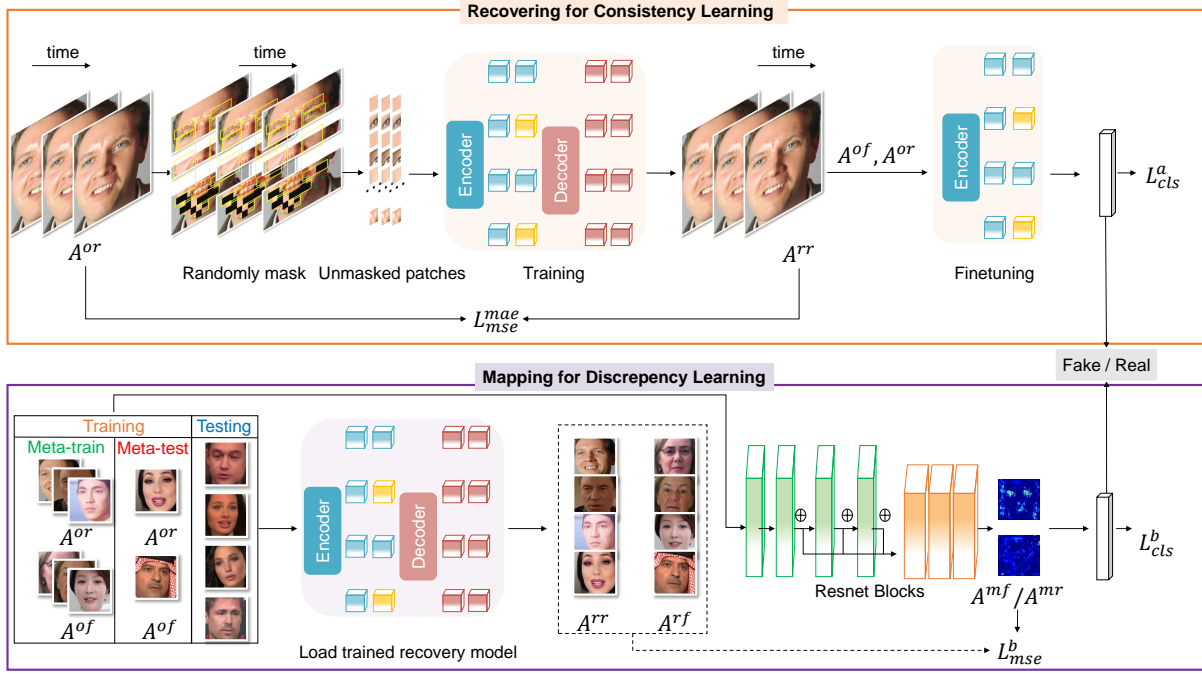 Recovering for Consistency Learning
time
time
time
Encoder
Decoder
Encoder
A^{of}, A^{or}
L^{a}_{cls}
A^{or}
Randomly mask
Unmasked patches
Training
A^{rr}
Finetuning
L^{mae}_{mse}
Fake / Real
Mapping for Discrepency Learning
Training
Testing
Meta-train
Meta-test
A^{or}
A^{or}
A^{of}
A^{of}
Encoder
Decoder
Load trained recovery model
A^{rr}
A^{rf}
Resnet Blocks
A^{mf}/A^{mr}
L^{b}_{cls}
L^{b}_{mse}